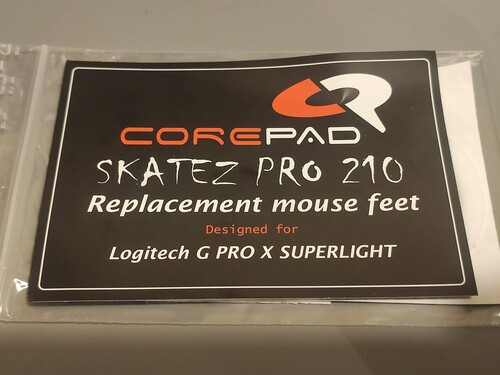 COREPAD
SKATEZ PRO 210
Replacement mouse feet
Designed for
Logitech G PRO X SUPERLIGHT